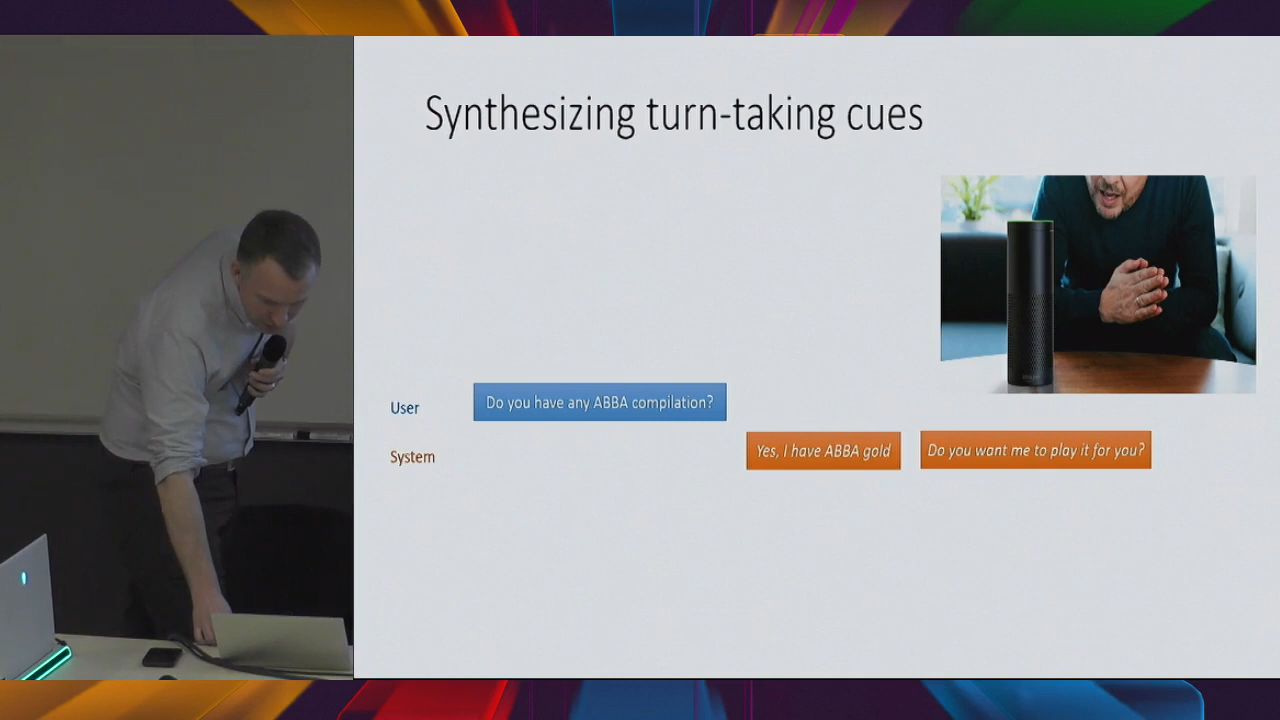 Synthesizing turn-taking cues
User
Do you have any ABBA compilation?
System
Yes, I have ABBA gold
Do you want me to play it for you?